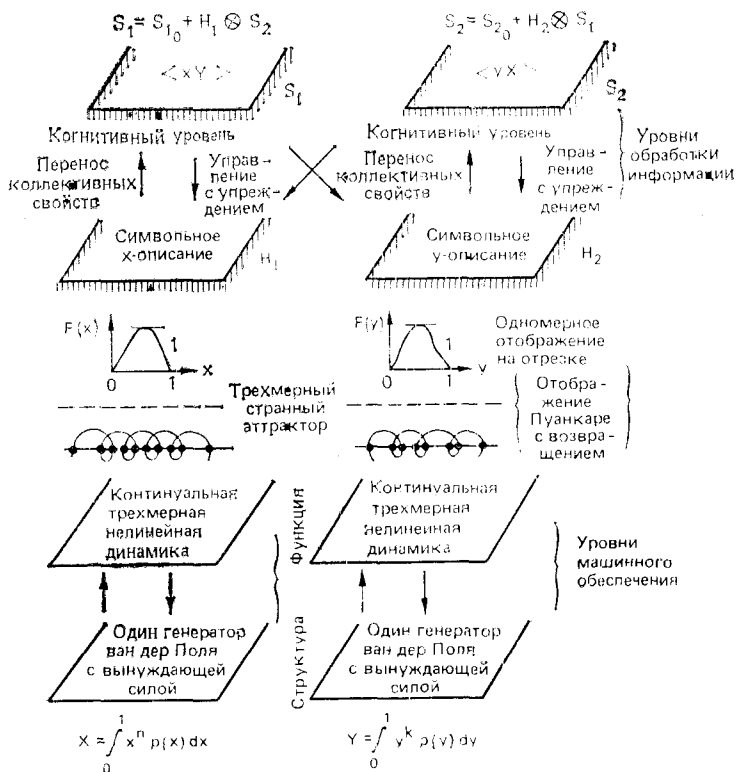 S₁ = S₁₀ + H₁ ⊗ S₂
S₂ = S₂₀ + H₂ ⊗ S₁
< xY >
S₁
< yX >
S₂
Когнитивный уровень
Когнитивный уровень
Уровни
обработки
информации
Перенос
коллективных
свойств
Управ-
ление
с упреж-
дением
Перенос
коллективных
свойств
Управ-
ление
с упреж-
дением
Символьное
x-описание
H₁
Символьное
y-описание
H₂
F(x)
1
0
1
x
F(y)
1
0
1
y
Одномерное
отображение
на отрезке
Трехмерный
странный
аттрактор
Отобра-
жение
Пуанкаре
с возвра-
щением
Континуальная
трехмерная
нелинейная
динамика
Функция
Континуальная
трехмерная
нелинейная
динамика
Уровни
машинного
обеспечения
Один генератор
ван дер Поля
с вынуждающей
силой
Структура
Один генератор
ван дер Поля
с вынуждающей
силой
X = ∫₀¹ xⁿ p(x) dx
Y = ∫₀¹ yᵏ p(y) dy